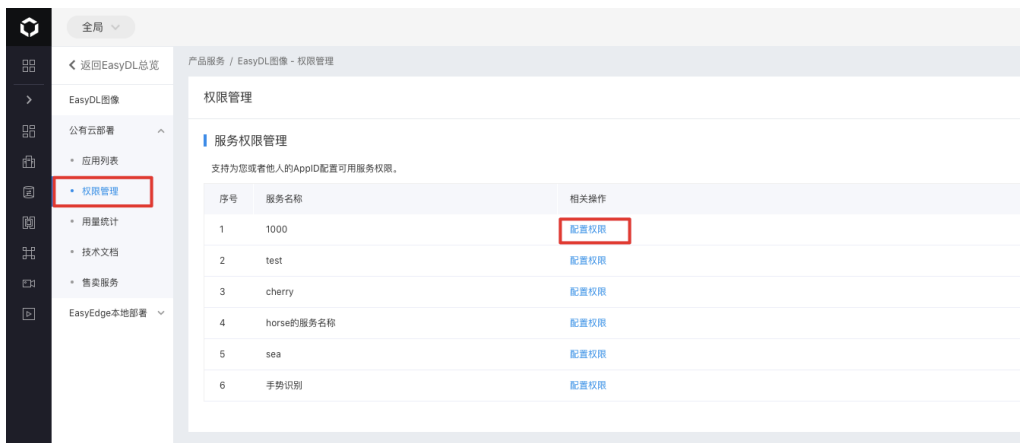 全局
返回EasyDL总览
产品服务 / EasyDL图像 - 权限管理
EasyDL图像
权限管理
公有云部署
服务权限管理
应用列表
支持为您或者他人的AppID配置可用服务权限。
权限管理
序号 服务名称 相关操作
用量统计
1 1000 配置权限
技术文档
2 test 配置权限
售卖服务
3 cherry 配置权限
EasyEdge本地部署
4 horse的服务名称 配置权限
5 sea 配置权限
6 手势识别 配置权限